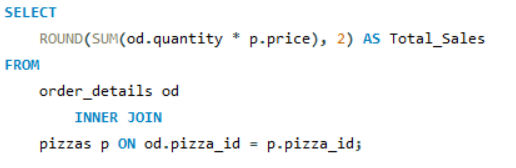 SELECT
ROUND(SUM(od.quantity * p.price), 2) AS Total_Sales
FROM
order_details od
INNER JOIN
pizzas p ON od.pizza_id = p.pizza_id;